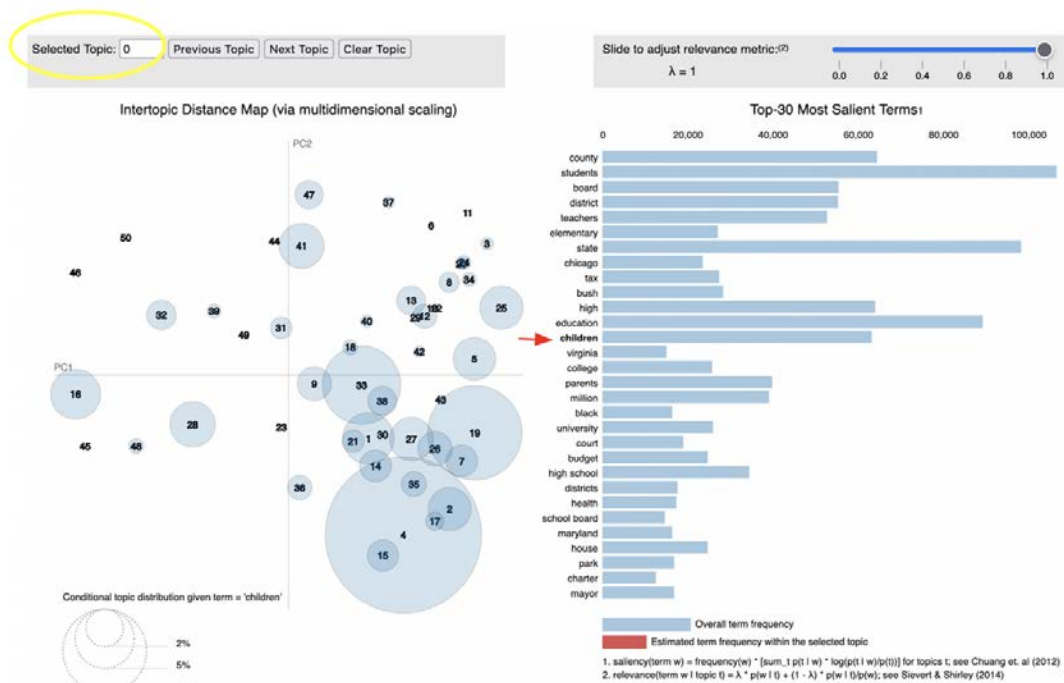 Selected Topic: 0 Previous Topic Next Topic Clear Topic
Slide to adjust relevance metric:(2)
λ = 1
0.0 0.2 0.4 0.6 0.8 1.0
Intertopic Distance Map (via multidimensional scaling)
PC2
PC1
47
37
11
6
50
44
41
3
46
34
8
13
25
32
39
40
31
49
18
42
5
9
33
16
38
43
28
23
19
1
30
27
21
26
45
48
7
14
36
35
2
17
4
15
Conditional topic distribution given term = 'children'
2%
5%
Top-30 Most Salient Terms1
0 20,000 40,000 60,000 80,000 100,000
county
students
board
district
teachers
elementary
state
chicago
tax
bush
high
education
children
virginia
college
parents
million
black
university
court
budget
high school
districts
health
school board
maryland
house
park
charter
mayor
Overall term frequency
Estimated term frequency within the selected topic
1. saliency(term w) = frequency(w) * [sum_t p(t | w) * log(p(t | w)/p(t))] for topics t; see Chuang et. al (2012)
2. relevance(term w | topic t) = λ * p(w | t) + (1 - λ) * p(w | t)/p(w); see Sievert & Shirley (2014)